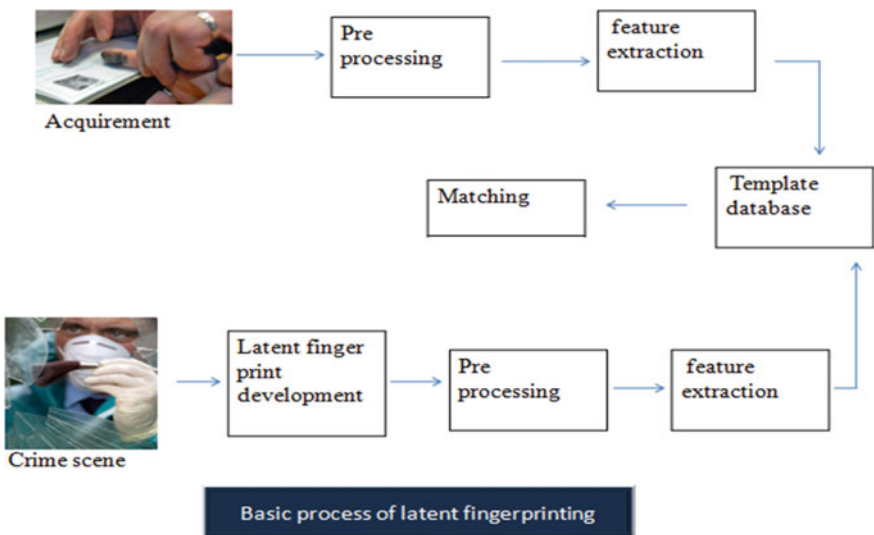 Acquirement
Pre
processing
feature
extraction
Template
database
Matching
Crime scene
Latent finger
print
development
Pre
processing
feature
extraction
Basic process of latent fingerprinting